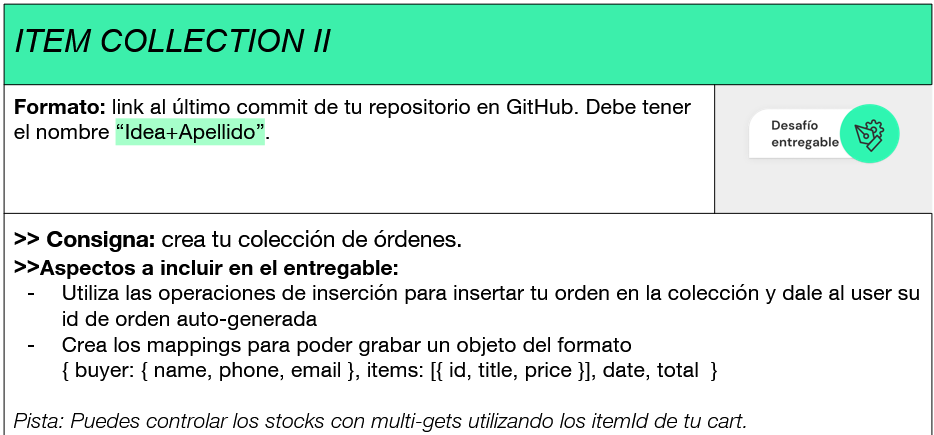 ITEM COLLECTION II
Formato: link al último commit de tu repositorio en GitHub. Debe tener
el nombre “Idea+Apellido”.
Desafío
entregable
>> Consigna: crea tu colección de órdenes.
>>Aspectos a incluir en el entregable:
- Utiliza las operaciones de inserción para insertar tu orden en la colección y dale al user su
id de orden auto-generada
- Crea los mappings para poder grabar un objeto del formato
{ buyer: { name, phone, email }, items: [{ id, title, price }], date, total }
Pista: Puedes controlar los stocks con multi-gets utilizando los itemId de tu cart.